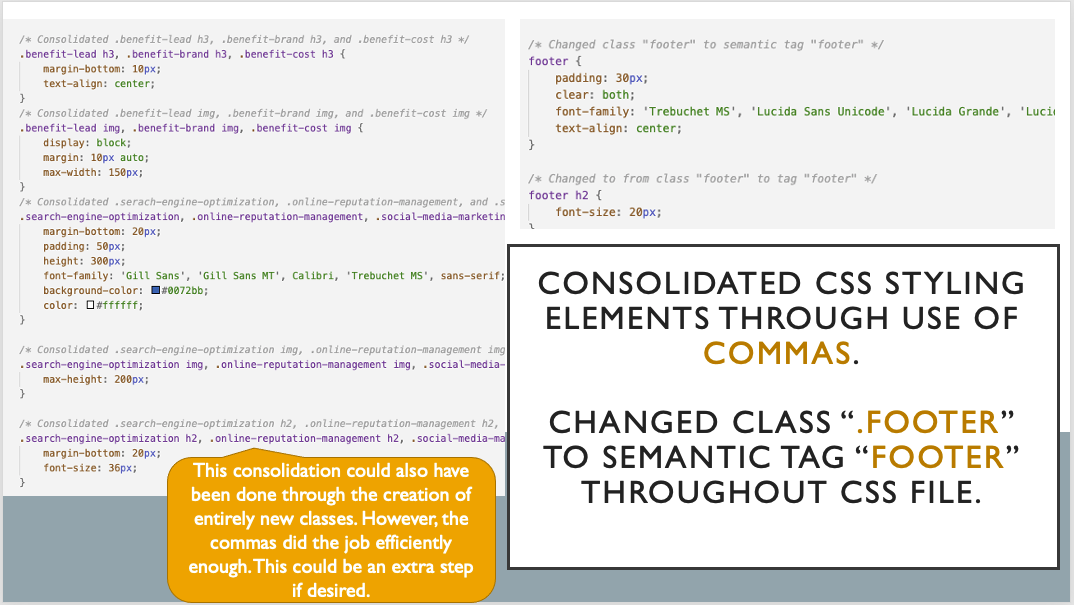 /* Consolidated .benefit-lead h3, .benefit-brand h3, and .benefit-cost h3 */
.benefit-lead h3, .benefit-brand h3, .benefit-cost h3 {
margin-bottom: 10px;
text-align: center;
}
/* Consolidated .benefit-lead img, .benefit-brand img, and .benefit-cost img */
.benefit-lead img, .benefit-brand img, .benefit-cost img {
display: block;
margin: 10px auto;
max-width: 150px;
}
/* Consolidated .serach-engine-optimization, .online-reputation-management, and .s
.search-engine-optimization, .online-reputation-management, .social-media-marketin
margin-bottom: 20px;
padding: 50px;
height: 300px;
font-family: 'Gill Sans', 'Gill Sans MT', Calibri, 'Trebuchet MS', sans-serif;
background-color: #0072bb;
color: #ffffff;
}
/* Consolidated .search-engine-optimization img, .online-reputation-management img
.search-engine-optimization img, .online-reputation-management img, .social-media-
max-height: 200px;
}
/* Consolidated .search-engine-optimization h2, .online-reputation-management h2,
.search-engine-optimization h2, .online-reputation-management h2, .social-media-ma
margin-bottom: 20px;
font-size: 36px;
}
This consolidation could also have
been done through the creation of
entirely new classes. However, the
commas did the job efficiently
enough. This could be an extra step
if desired.
/* Changed class "footer" to semantic tag "footer" */
footer {
padding: 30px;
clear: both;
font-family: 'Trebuchet MS', 'Lucida Sans Unicode', 'Lucida Grande', 'Luci
text-align: center;
}
/* Changed to from class "footer" to tag "footer" */
footer h2 {
font-size: 20px;
}
CONSOLIDATED CSS STYLING
ELEMENTS THROUGH USE OF
COMMAS.
CHANGED CLASS “.FOOTER”
TO SEMANTIC TAG “FOOTER”
THROUGHOUT CSS FILE.